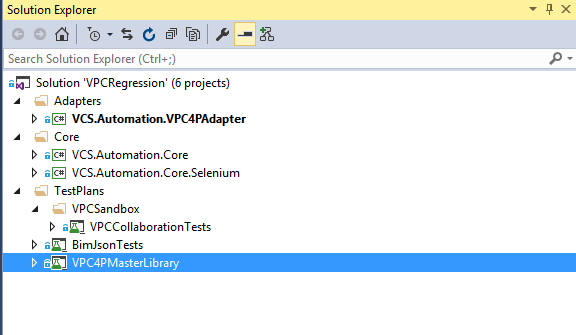 Solution Explorer
Search Solution Explorer (Ctrl+;)
Solution 'VPCRegression' (6 projects)
Adapters
C# VCS.Automation.VPC4PAdapter
Core
C# VCS.Automation.Core
C# VCS.Automation.Core.Selenium
TestPlans
VPCSandbox
VPCCollaborationTests
BimJsonTests
VPC4PMasterLibrary